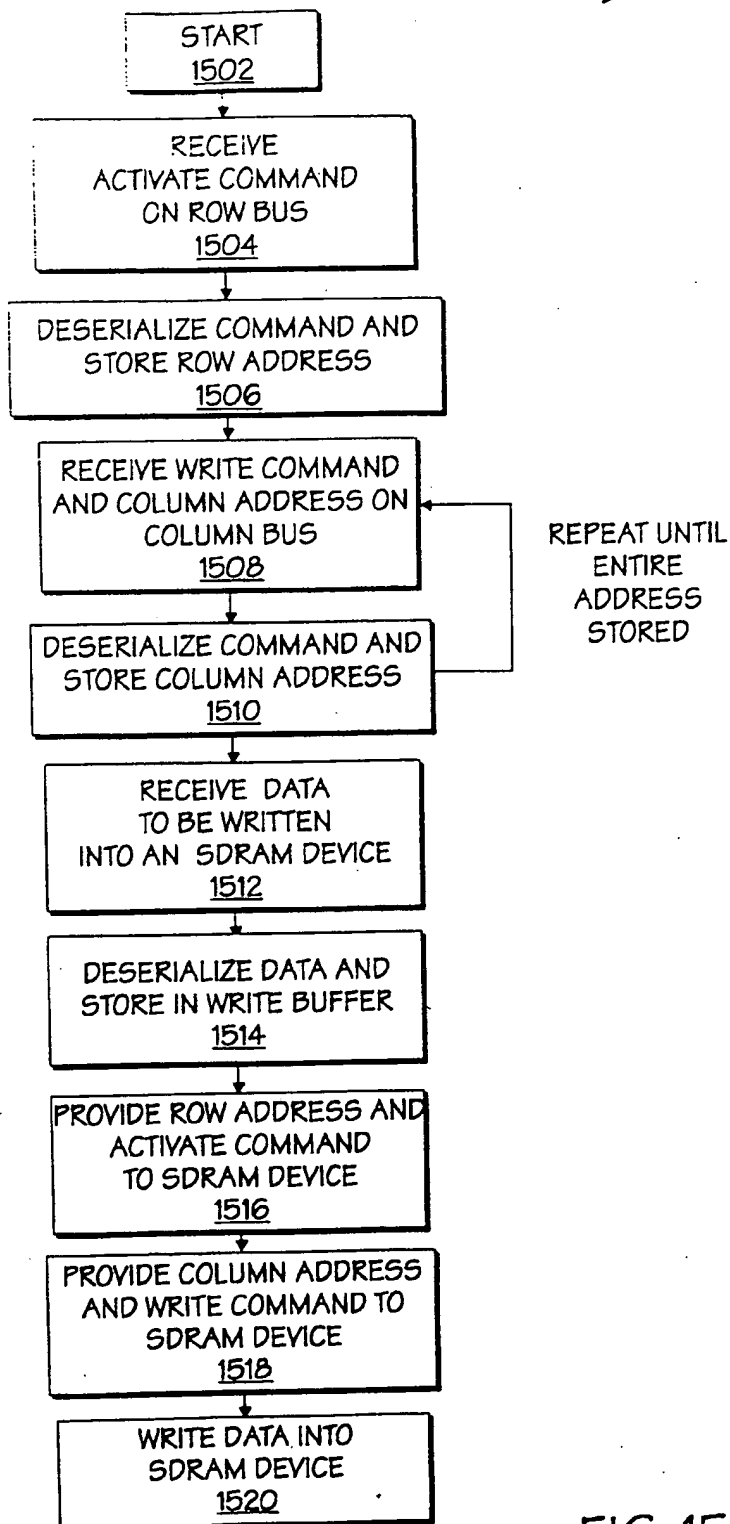 START
1502
RECEIVE
ACTIVATE COMMAND
ON ROW BUS
1504
DESERIALIZE COMMAND AND
STORE ROW ADDRESS
1506
RECEIVE WRITE COMMAND
AND COLUMN ADDRESS ON
COLUMN BUS
1508
REPEAT UNTIL
ENTIRE
ADDRESS
STORED
DESERIALIZE COMMAND AND
STORE COLUMN ADDRESS
1510
RECEIVE DATA
TO BE WRITTEN
INTO AN SDRAM DEVICE
1512
DESERIALIZE DATA AND
STORE IN WRITE BUFFER
1514
PROVIDE ROW ADDRESS AND
ACTIVATE COMMAND
TO SDRAM DEVICE
1516
PROVIDE COLUMN ADDRESS
AND WRITE COMMAND TO
SDRAM DEVICE
1518
WRITE DATA INTO
SDRAM DEVICE
1520